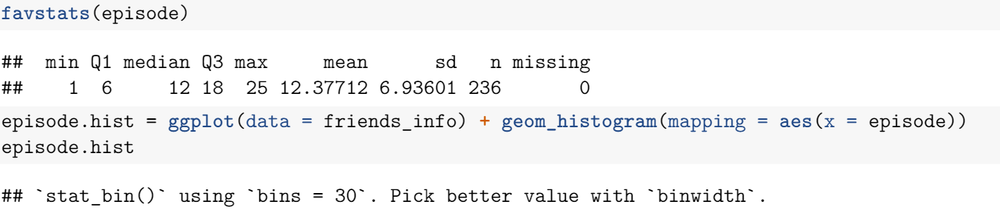 favstats(episode)
##  min Q1 median Q3 max     mean      sd   n missing
##    1  6     12 18  25 12.37712 6.93601 236       0
episode.hist = ggplot(data = friends_info) + geom_histogram(mapping = aes(x = episode))
episode.hist
## `stat_bin()` using `bins = 30`. Pick better value with `binwidth`.